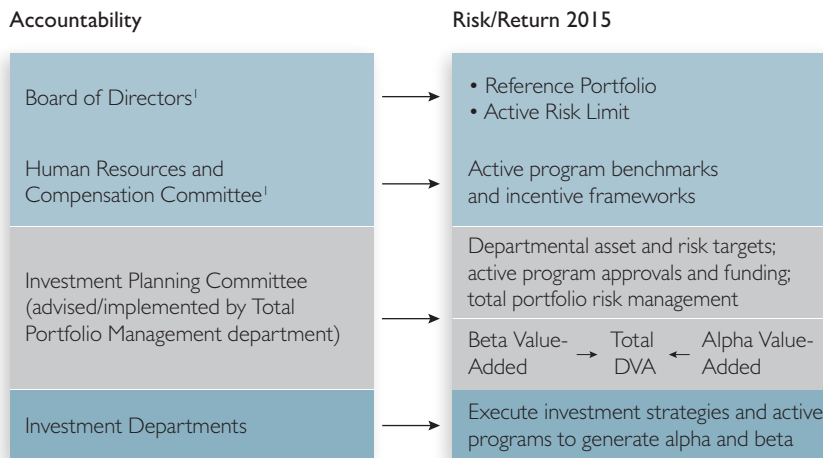 Accountability
Risk/Return 2015
Board of Directors¹
• Reference Portfolio
• Active Risk Limit
Human Resources and
Compensation Committee¹
Active program benchmarks
and incentive frameworks
Investment Planning Committee
(advised/implemented by Total
Portfolio Management department)
Departmental asset and risk targets;
active program approvals and funding;
total portfolio risk management
Beta Value-
Added
Total
DVA
Alpha Value-
Added
Investment Departments
Execute investment strategies and active
programs to generate alpha and beta